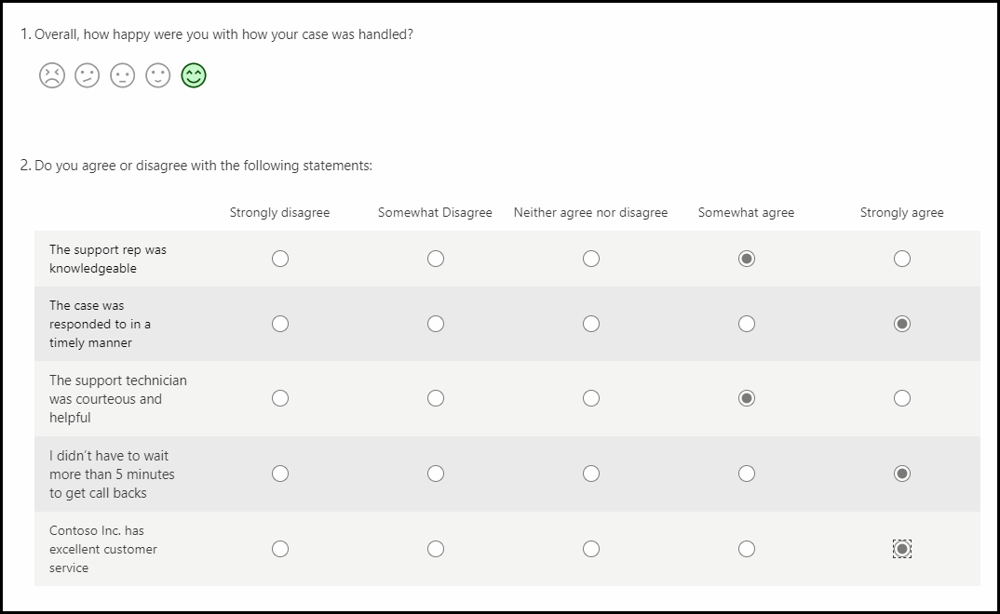 1. Overall, how happy were you with how your case was handled?
2. Do you agree or disagree with the following statements:
Strongly disagree Somewhat Disagree Neither agree nor disagree Somewhat agree Strongly agree
The support rep was
knowledgeable
The case was
responded to in a
timely manner
The support technician
was courteous and
helpful
I didn't have to wait
more than 5 minutes
to get call backs
Contoso Inc. has
excellent customer
service